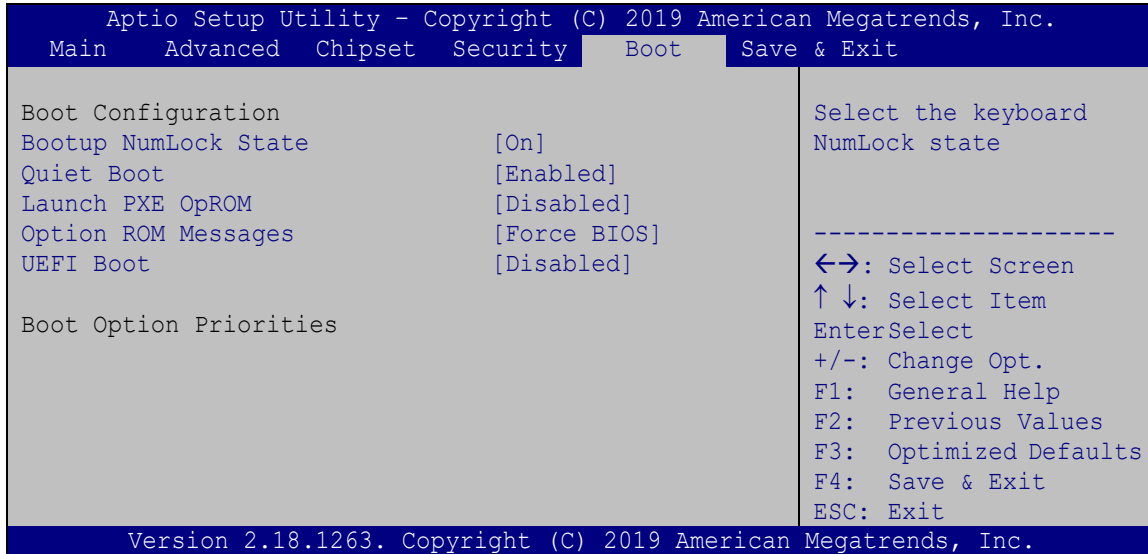 Aptio Setup Utility – Copyright (C) 2019 American Megatrends, Inc.
Main Advanced Chipset Security Boot Save & Exit
Boot Configuration
Bootup NumLock State [On]
Quiet Boot [Enabled]
Launch PXE OpROM [Disabled]
Option ROM Messages [Force BIOS]
UEFI Boot [Disabled]
Boot Option Priorities
Select the keyboard
NumLock state
---------------------
←→: Select Screen
↑ ↓: Select Item
EnterSelect
+/-: Change Opt.
F1: General Help
F2: Previous Values
F3: Optimized Defaults
F4: Save & Exit
ESC: Exit
Version 2.18.1263. Copyright (C) 2019 American Megatrends, Inc.